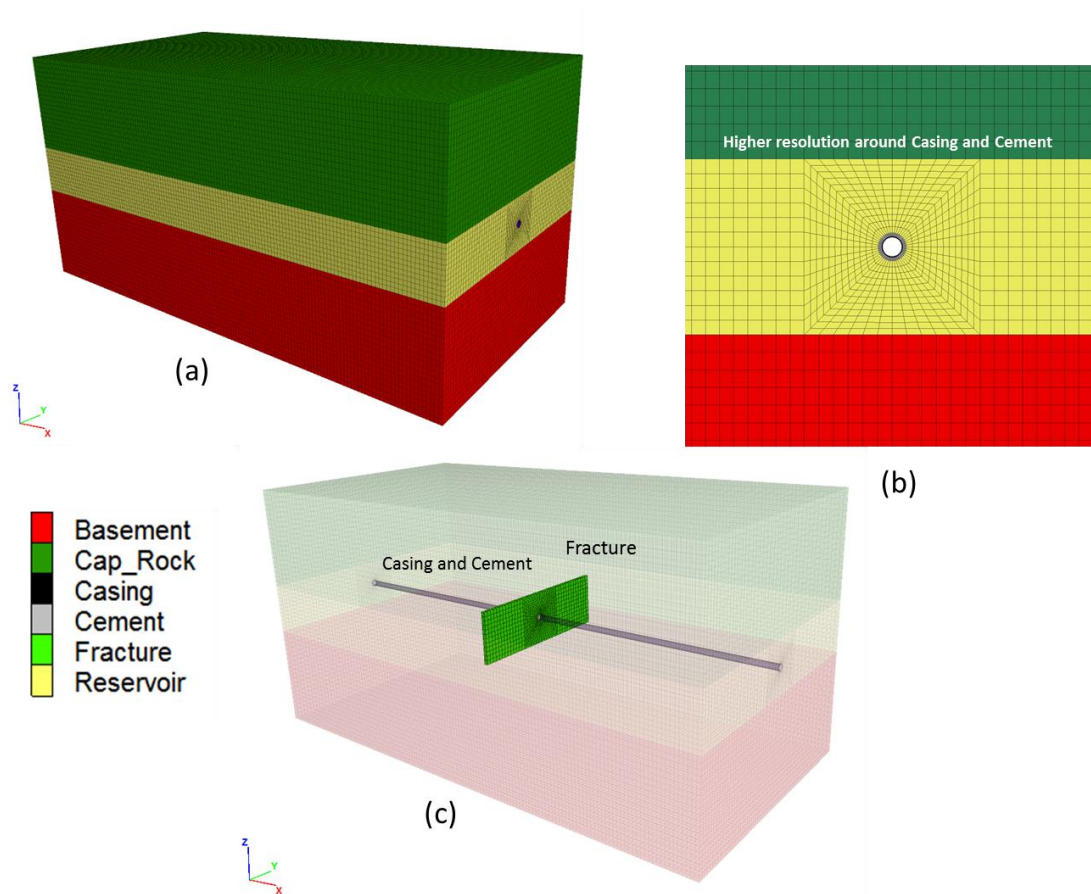 Higher resolution around Casing and Cement
(a)
Z
Y
X
(b)
Basement
Cap_Rock
Casing
Cement
Fracture
Reservoir
Fracture
Casing and Cement
(c)
Z
Y
X